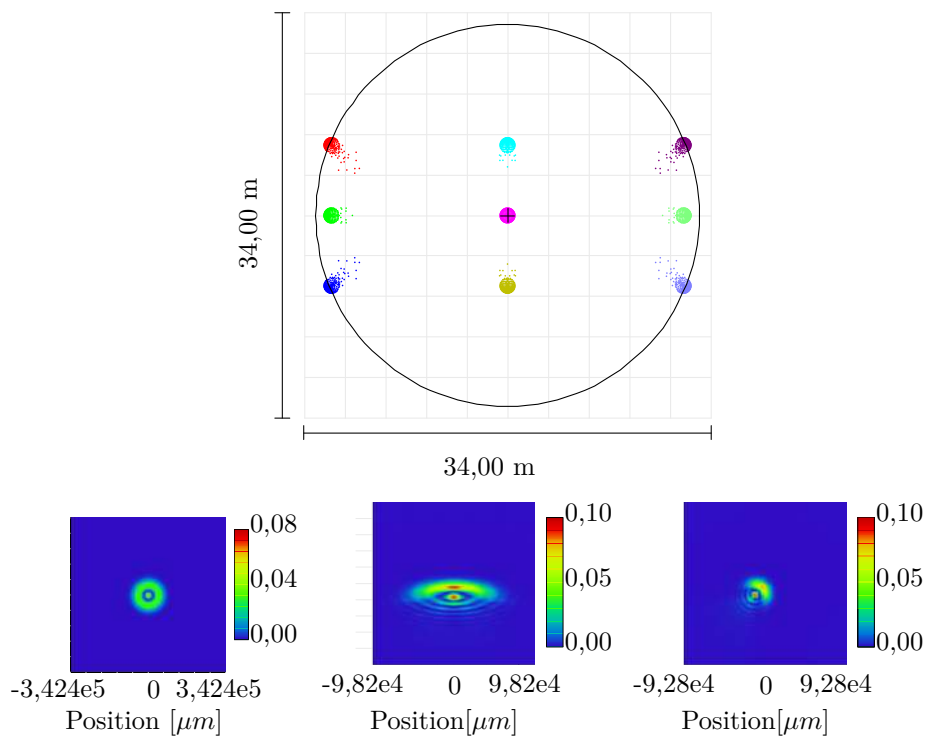 34,00 m
34,00 m
0,08
0,04
0,00
-3,424e5 0 3,424e5
Position [μm]
0,10
0,05
0,00
-9,82e4 0 9,82e4
Position[μm]
0,10
0,05
0,00
-9,28e4 0 9,28e4
Position[μm]